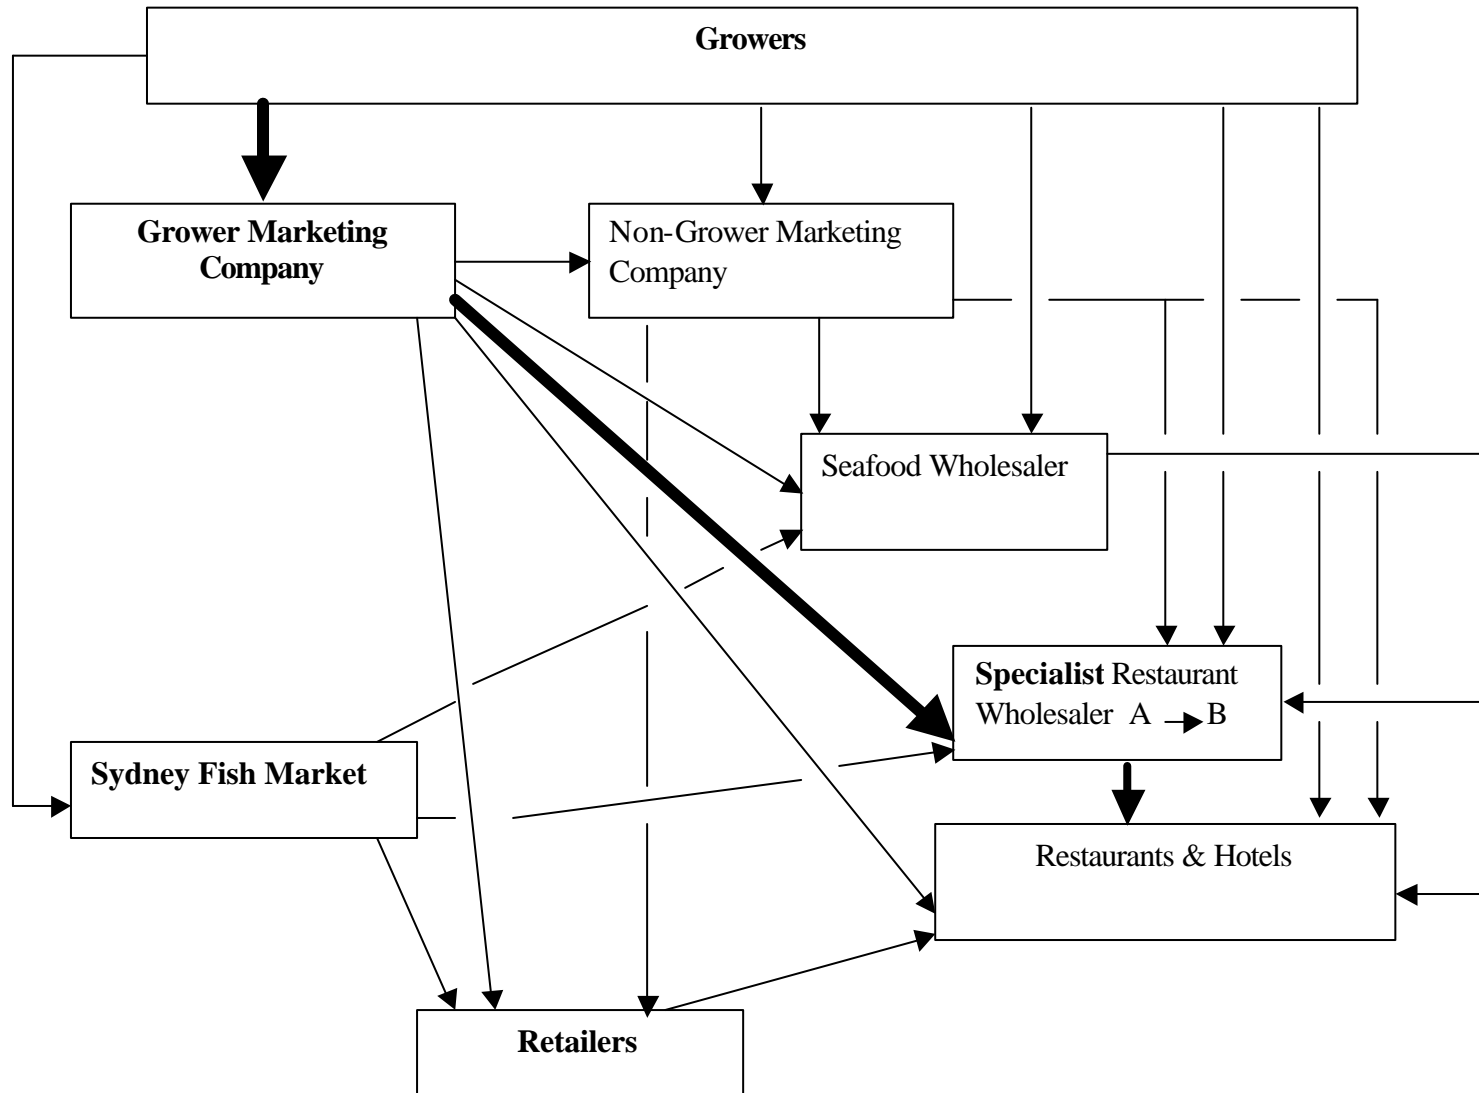 Growers
Grower Marketing
Company
Non-Grower Marketing
Company
Seafood Wholesaler
Specialist Restaurant
Wholesaler A B
Sydney Fish Market
Restaurants & Hotels
Retailers